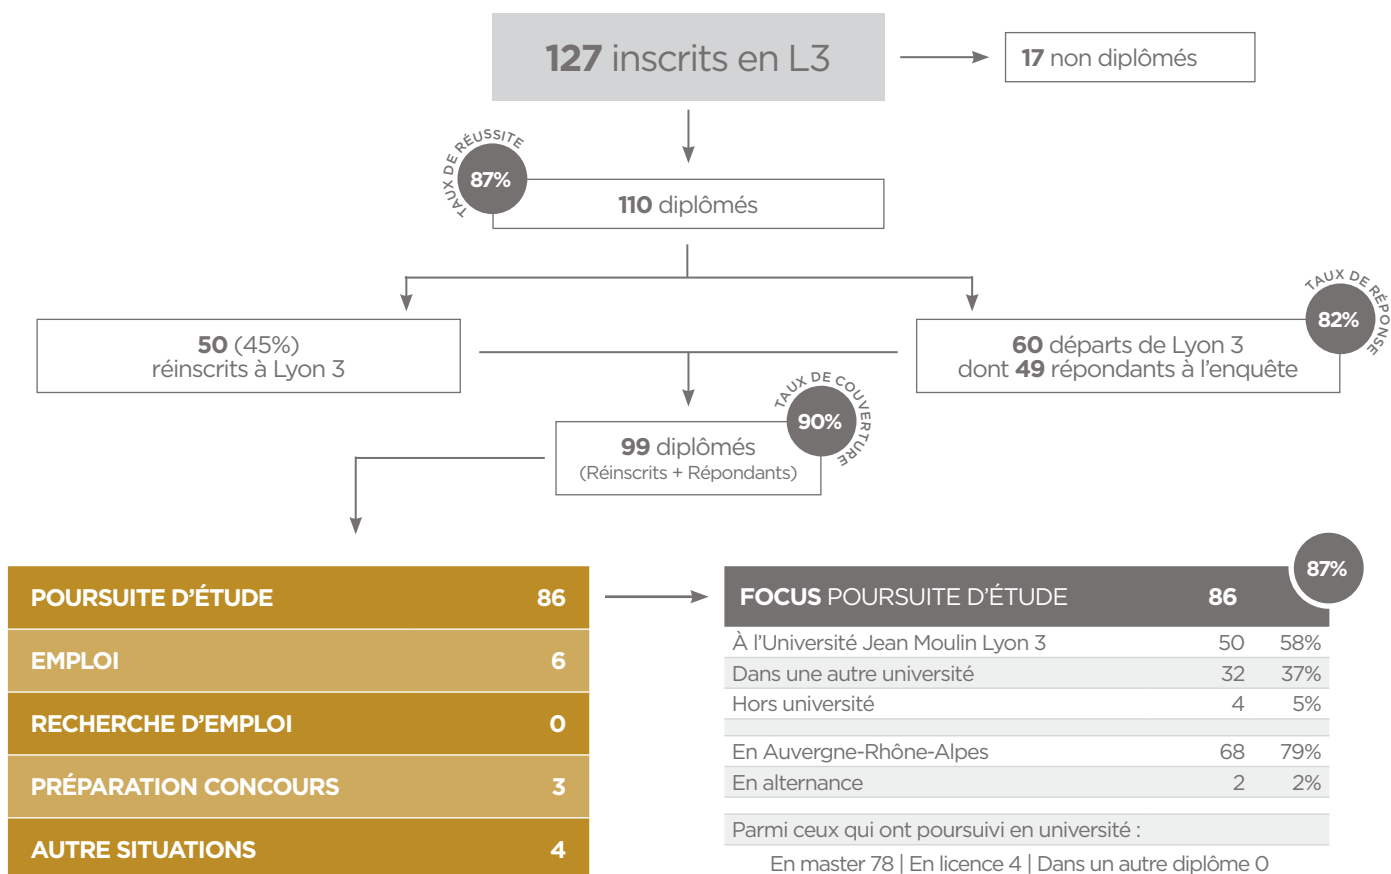 127 inscrits en L3
17 non diplômés
TAUX DE RÉUSSITE
87%
110 diplômés
50 (45%)
réinscrits à Lyon 3
TAUX DE RÉPONSE
82%
60 départs de Lyon 3
dont 49 répondants à l'enquête
TAUX DE COUVERTURE
90%
99 diplômés
(Réinscrits + Répondants)
POURSUITE D'ÉTUDE 86
EMPLOI 6
RECHERCHE D'EMPLOI 0
PRÉPARATION CONCOURS 3
AUTRE SITUATIONS 4
87%
FOCUS POURSUITE D'ÉTUDE 86
À l'Université Jean Moulin Lyon 3 50 58%
Dans une autre université 32 37%
Hors université 4 5%
En Auvergne-Rhône-Alpes 68 79%
En alternance 2 2%
Parmi ceux qui ont poursuivi en université :
En master 78 | En licence 4 | Dans un autre diplôme 0